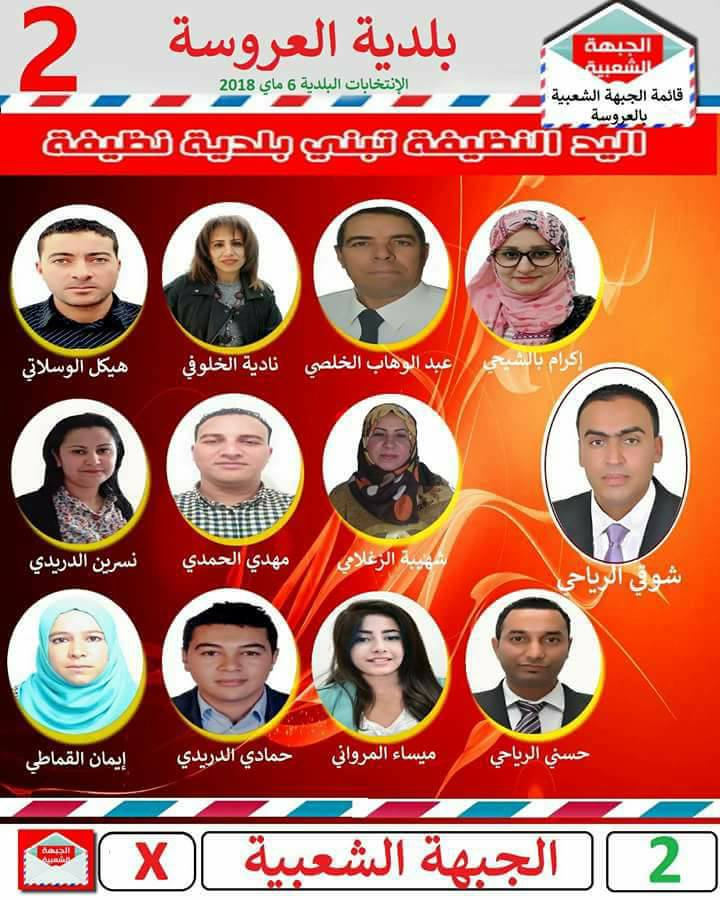 2
بلدية العروسة
الإنتخابات البلدية 6 ماي 2018
الجبهة
الشعبية
قائمة الجبهة الشعبية
بالعروسة
اليد النظيفة تبني بلدية نظيفة
إكرام بالشيحي
عبد الوهاب الخلصي
نادية الخلوفي
هيكل الوسلاتي
شوقي الرياحي
شهيبة الزغلامي
مهدي الحمدي
نسرين الدريدي
حسني الرياحي
ميساء المرواني
حمادي الدريدي
إيمان القماطي
2
الجبهة الشعبية
X
الجبهة
الشعبية